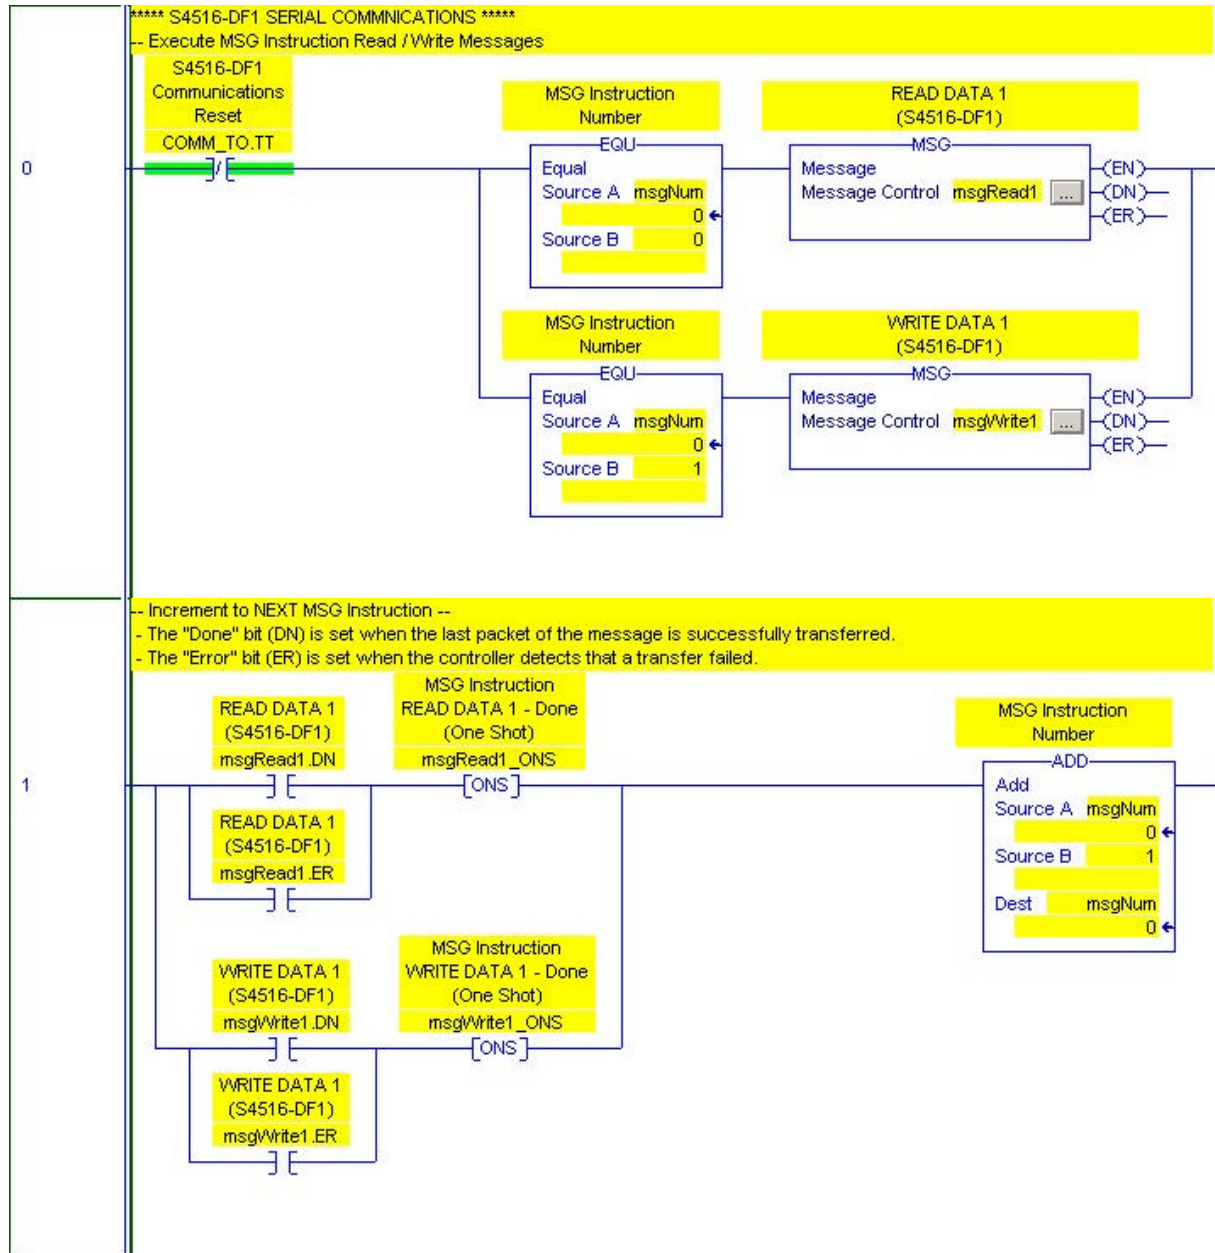 ***** S4516-DF1 SERIAL COMMNICATIONS *****
-- Execute MSG Instruction Read / Write Messages
S4516-DF1
Communications
Reset
COMM_TO.TT
0
MSG Instruction
Number
EQU
Equal
Source A msgNum
0
Source B 0
READ DATA 1
(S4516-DF1)
MSG
Message
Message Control msgRead1 ...
EN
DN
ER
MSG Instruction
Number
EQU
Equal
Source A msgNum
0
Source B 1
WRITE DATA 1
(S4516-DF1)
MSG
Message
Message Control msgWrite1 ...
EN
DN
ER
-- Increment to NEXT MSG Instruction --
- The "Done" bit (DN) is set when the last packet of the message is successfully transferred.
- The "Error" bit (ER) is set when the controller detects that a transfer failed.
1
READ DATA 1
(S4516-DF1)
msgRead1.DN
MSG Instruction
READ DATA 1 - Done
(One Shot)
msgRead1_ONS
ONS
READ DATA 1
(S4516-DF1)
msgRead1.ER
MSG Instruction
Number
ADD
Add
Source A msgNum
0
Source B 1
Dest msgNum
0
WRITE DATA 1
(S4516-DF1)
msgWrite1.DN
MSG Instruction
WRITE DATA 1 - Done
(One Shot)
msgWrite1_ONS
ONS
WRITE DATA 1
(S4516-DF1)
msgWrite1.ER